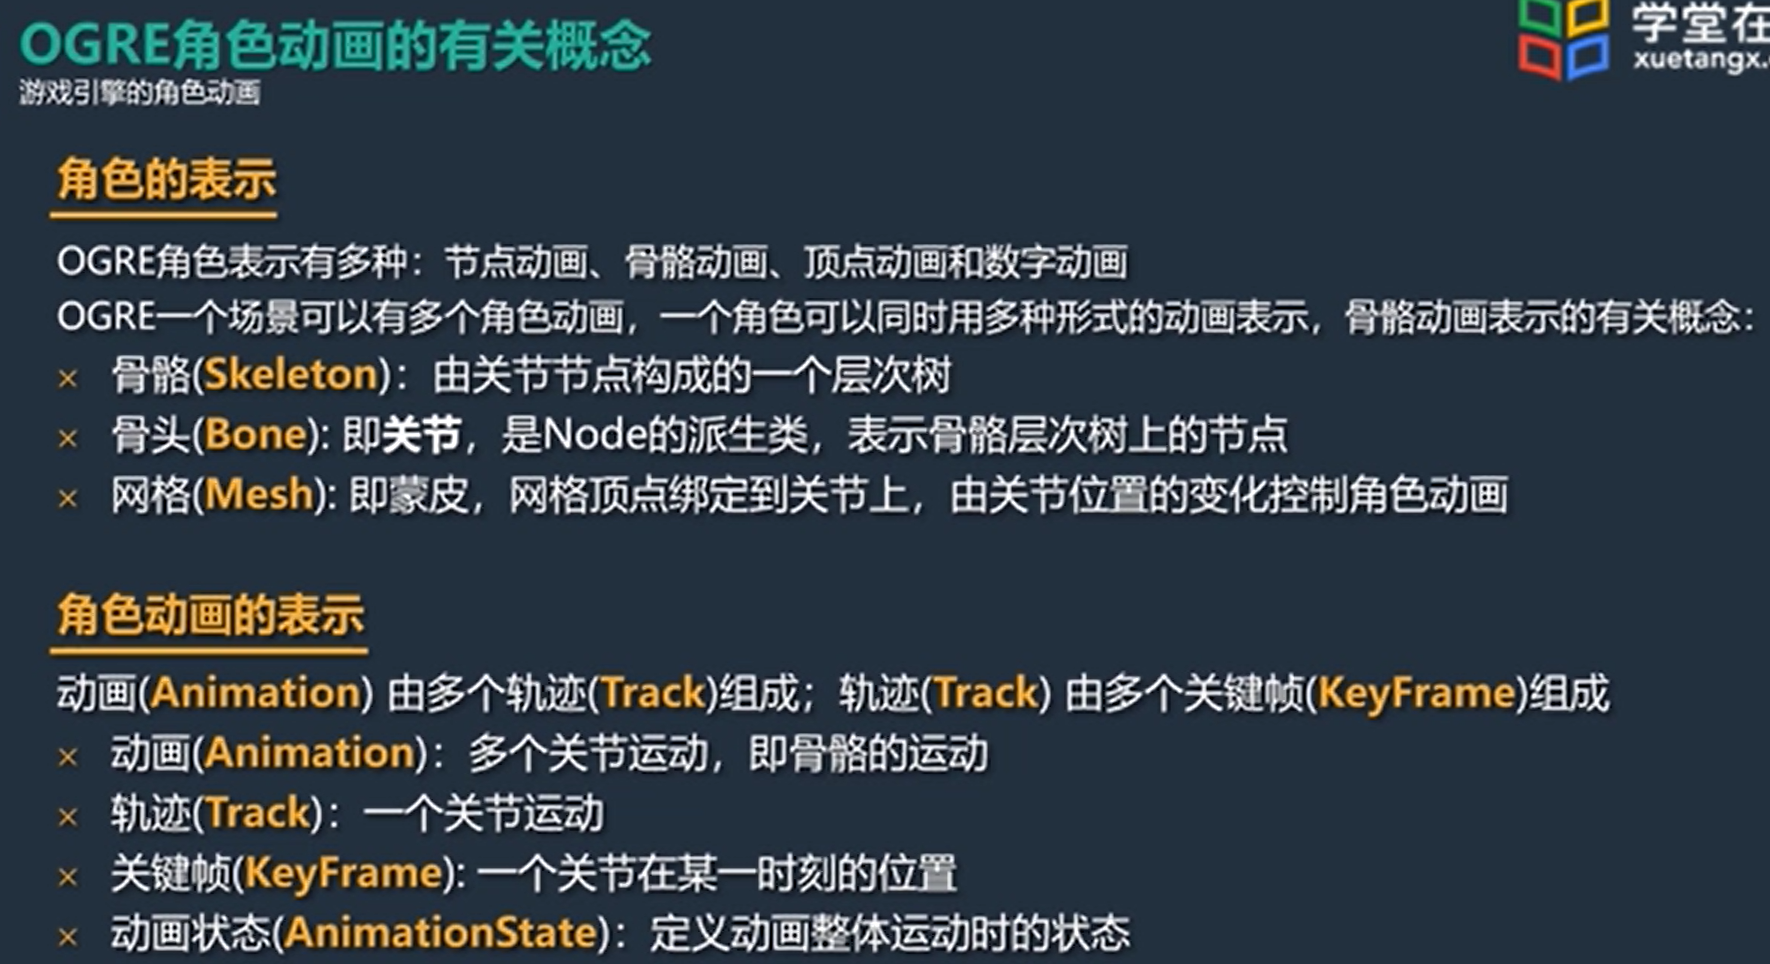 OGRE角色动画的有关概念
学堂在
xuetangx.
游戏引擎的角色动画
角色的表示
OGRE角色表示有多种：节点动画、骨骼动画、顶点动画和数字动画
OGRE一个场景可以有多个角色动画，一个角色可以同时用多种形式的动画表示，骨骼动画表示的有关概念：
× 骨骼(Skeleton)：由关节节点构成的一个层次树
× 骨头(Bone): 即关节，是Node的派生类，表示骨骼层次树上的节点
× 网格(Mesh): 即蒙皮，网格顶点绑定到关节上，由关节位置的变化控制角色动画
角色动画的表示
动画(Animation) 由多个轨迹(Track)组成；轨迹(Track) 由多个关键帧(KeyFrame)组成
× 动画(Animation)：多个关节运动，即骨骼的运动
× 轨迹(Track)：一个关节运动
× 关键帧(KeyFrame): 一个关节在某一时刻的位置
× 动画状态(AnimationState)：定义动画整体运动时的状态